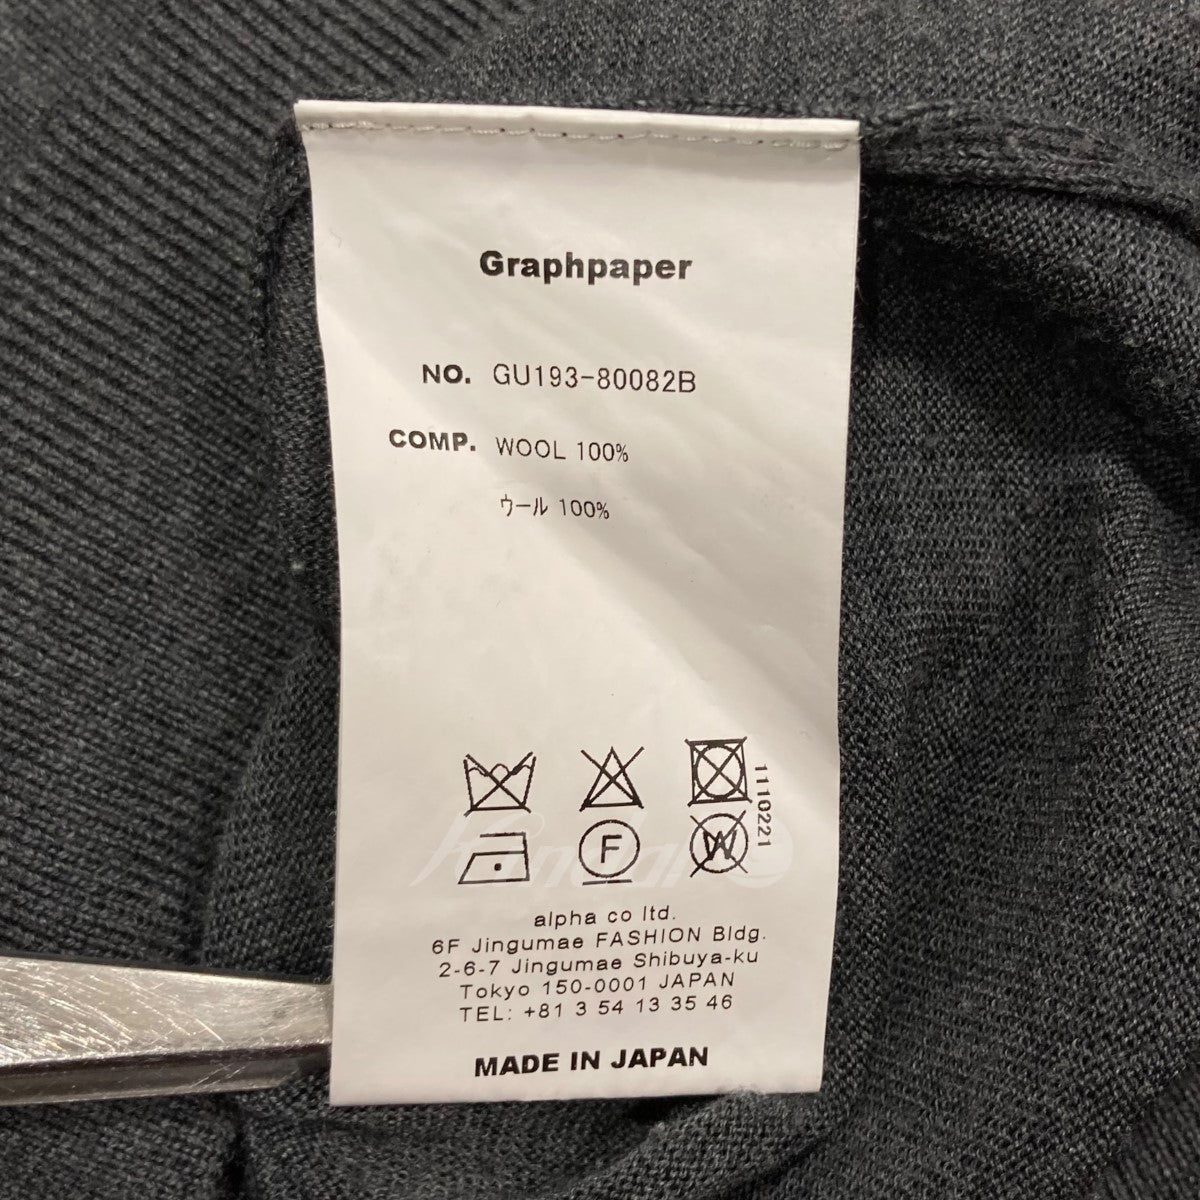 Graphpaper
NO. GU193-80082B
COMP. WOOL 100%
ウール 100%
1110221
F
W
Kindal
alpha co ltd.
6F Jingumae FASHION Bldg.
2-6-7 Jingumae Shibuya-ku
Tokyo 150-0001 JAPAN
TEL: +81 3 54 13 35 46
MADE IN JAPAN